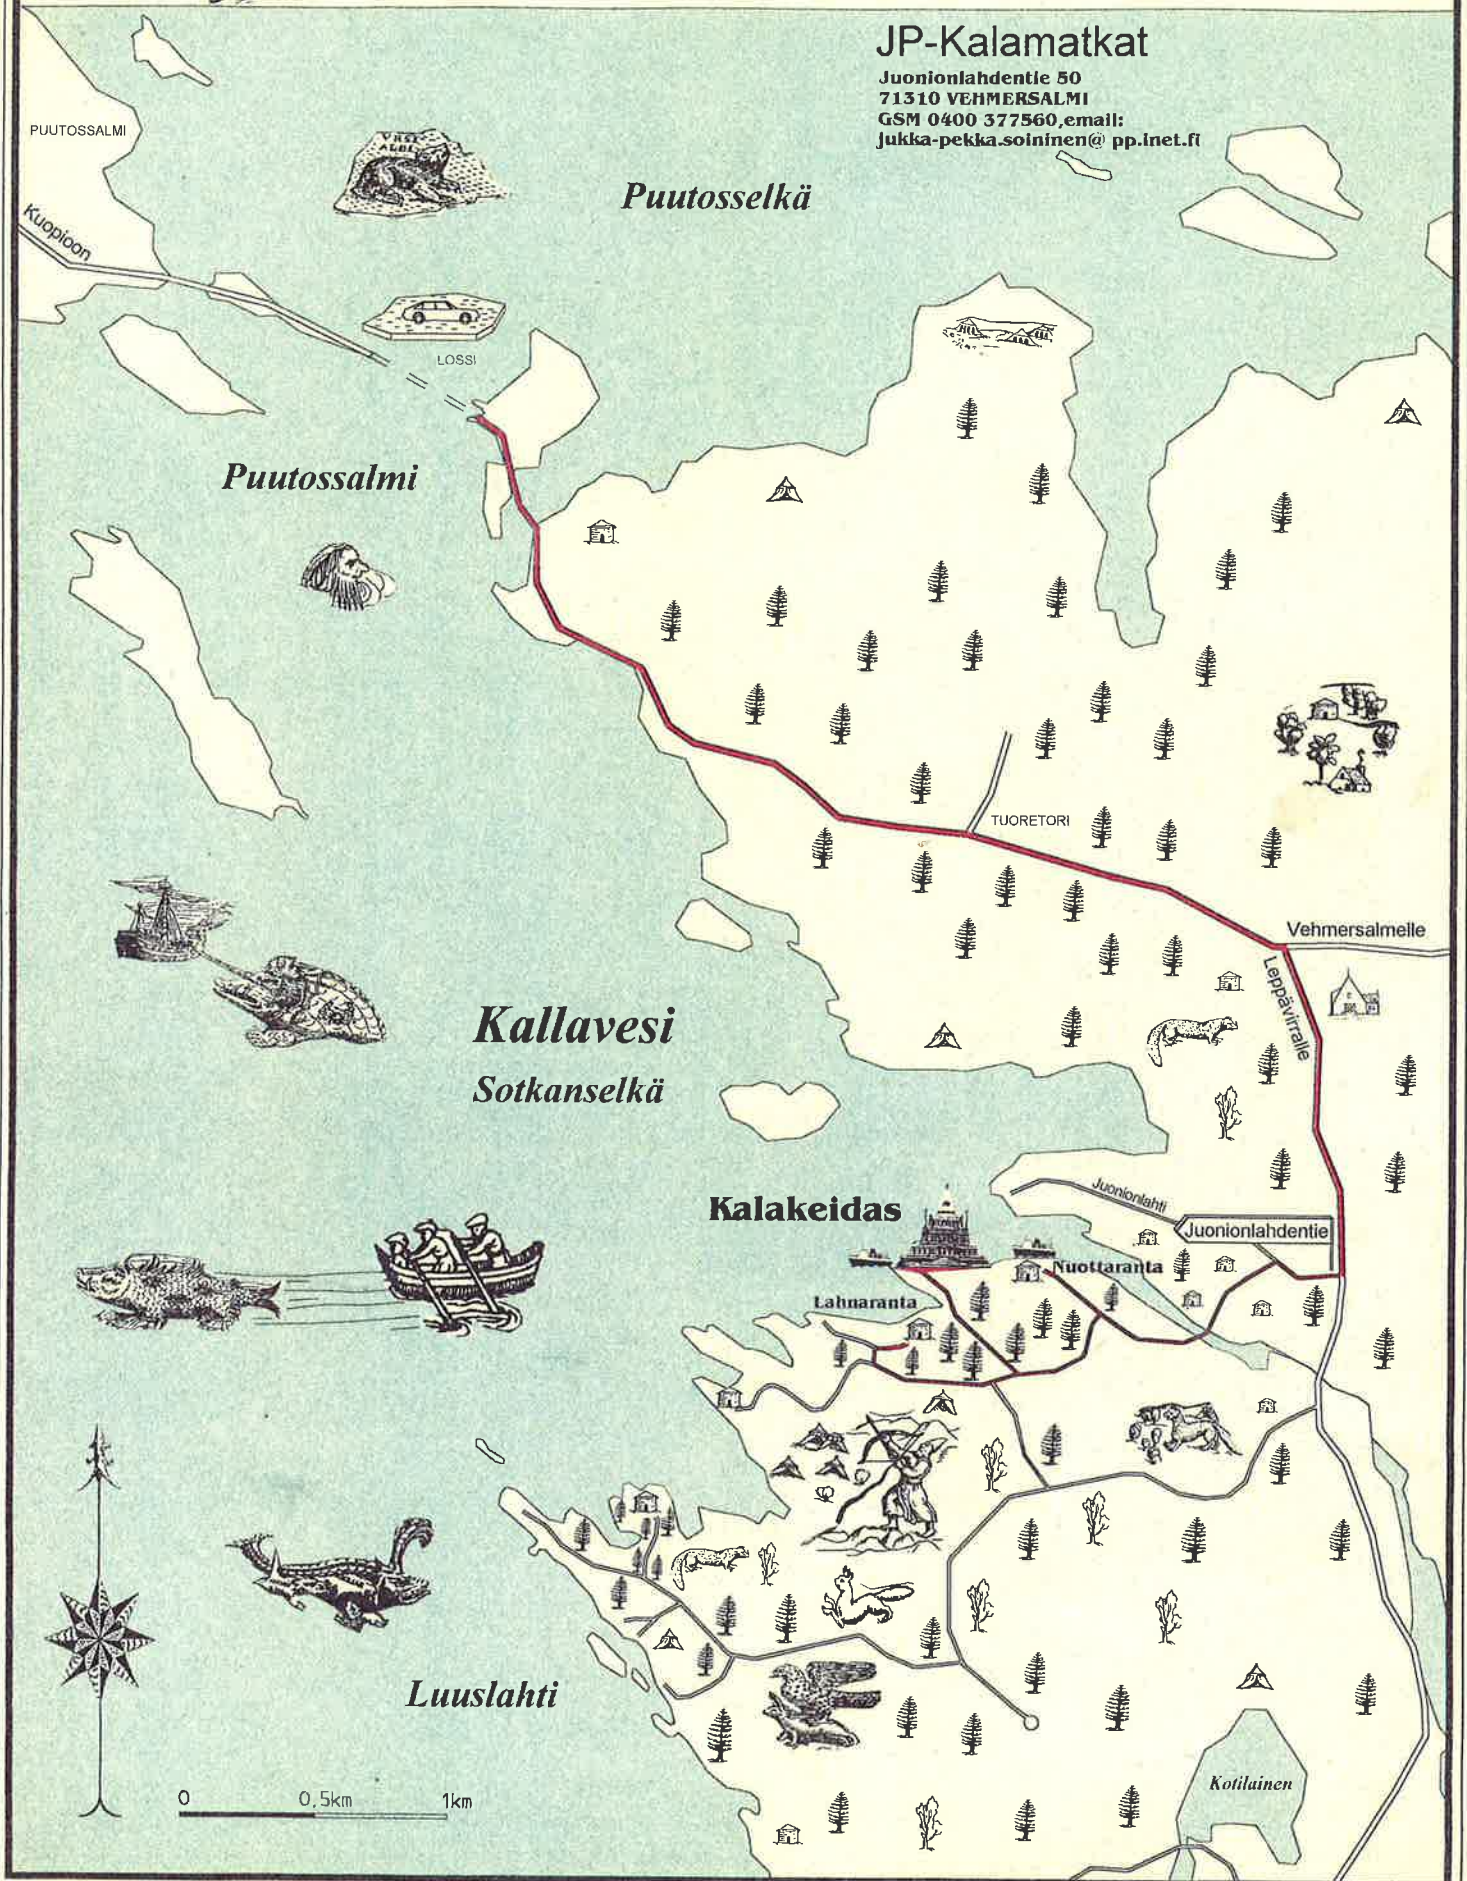 JP-Kalamatkat
Juonionlahdentie 50
71310 VEHMERSALMI
GSM 0400 377560,email:
jukka-pekka.soininen@ pp.inet.fi
PUUTOSSALMI
Puutosselkä
Kuopioon
LOSSI
Puutossalmi
TUORETORI
Vehmersalmelle
Leppävirralle
Kallavesi
Sotkanselkä
Juonionlahti
Kalakeidas
Juonionlahdentie
Nuottaranta
Lahnaranta
Luuslahti
Kotilainen
0 0,5km 1km